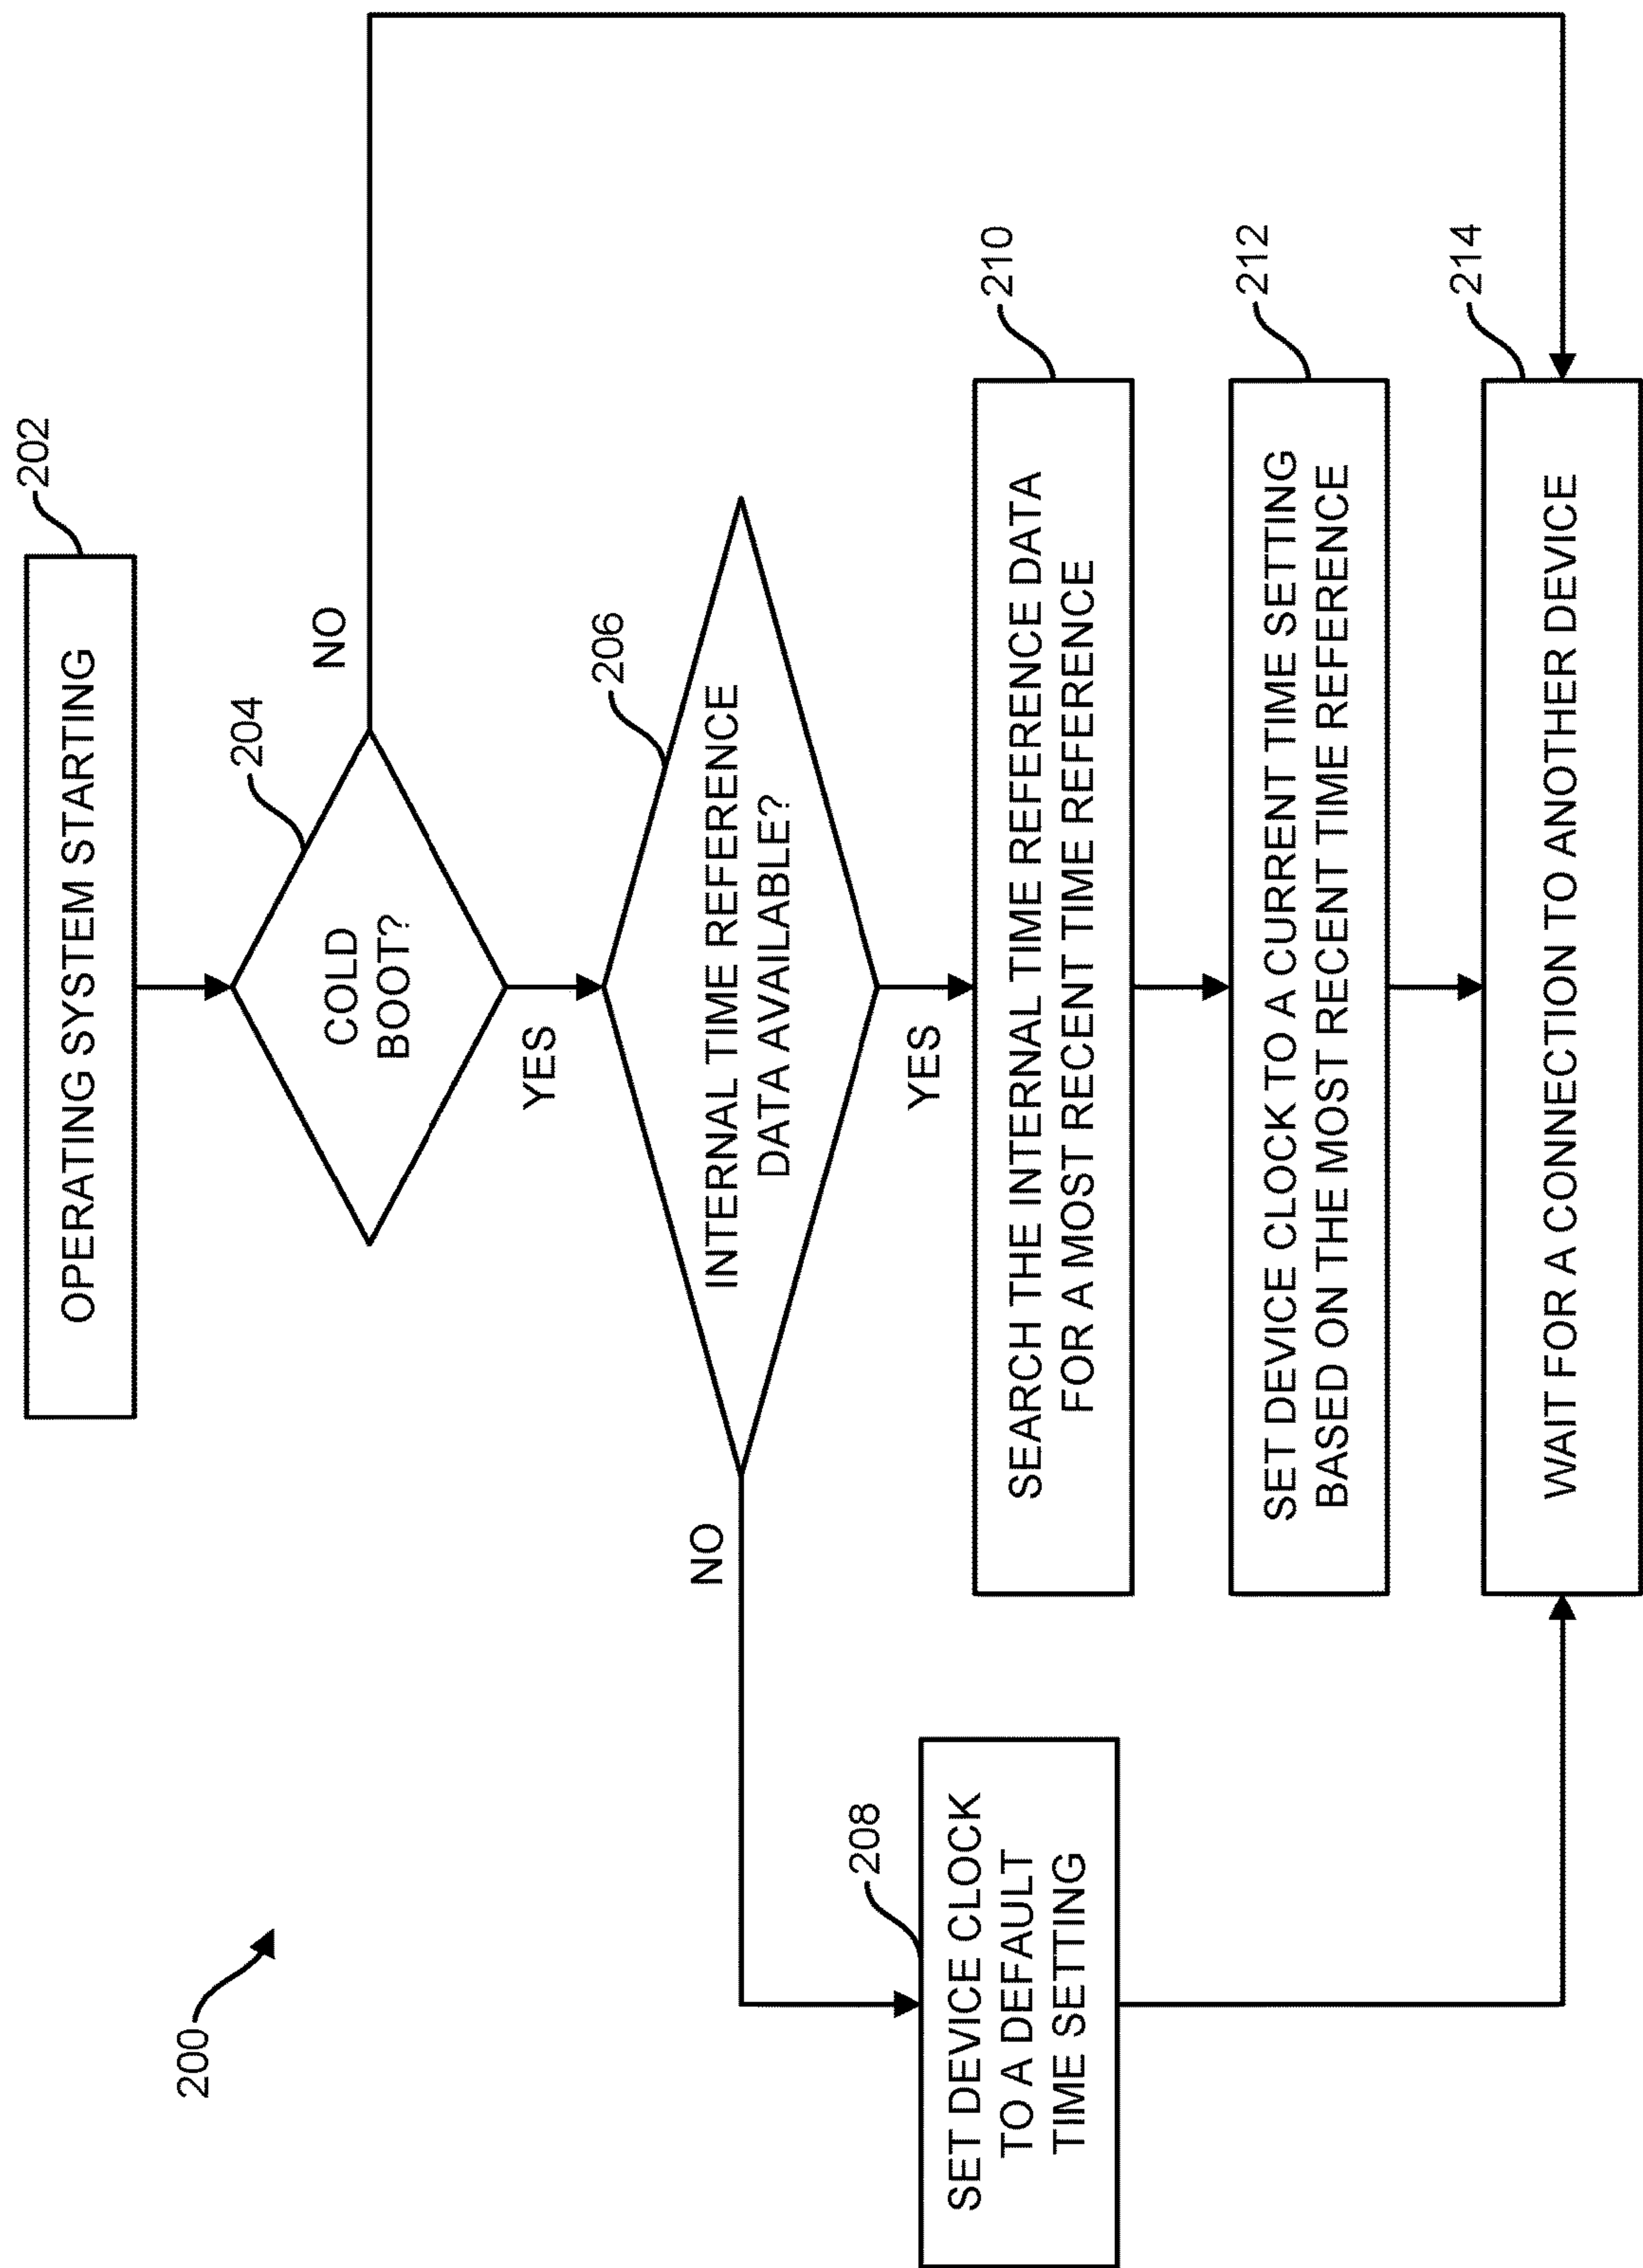 200
202
OPERATING SYSTEM STARTING
204
COLD
BOOT?
NO
YES
206
INTERNAL TIME REFERENCE
DATA AVAILABLE?
NO
YES
208
SET DEVICE CLOCK
TO A DEFAULT
TIME SETTING
210
SEARCH THE INTERNAL TIME REFERENCE DATA
FOR A MOST RECENT TIME REFERENCE
212
SET DEVICE CLOCK TO A CURRENT TIME SETTING
BASED ON THE MOST RECENT TIME REFERENCE
214
WAIT FOR A CONNECTION TO ANOTHER DEVICE